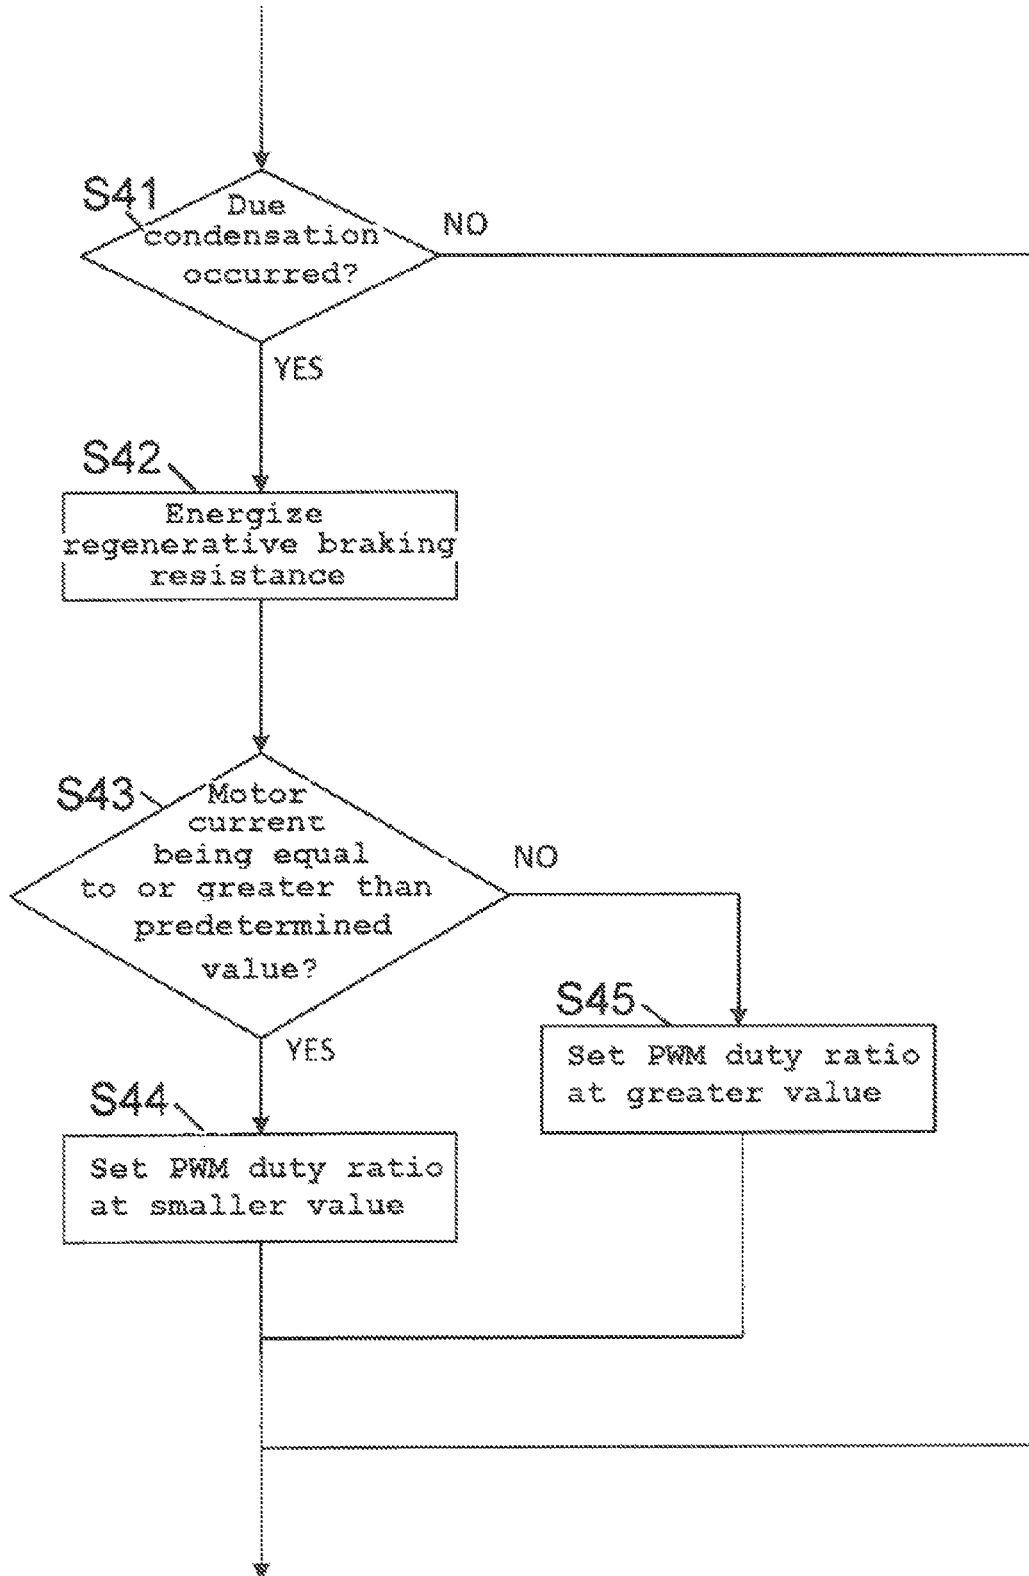 S41
Due
condensation
occurred?
NO
YES
S42
Energize
regenerative braking
resistance
S43
Motor
current
being equal
to or greater than
predetermined
value?
NO
YES
S45
Set PWM duty ratio
at greater value
S44
Set PWM duty ratio
at smaller value